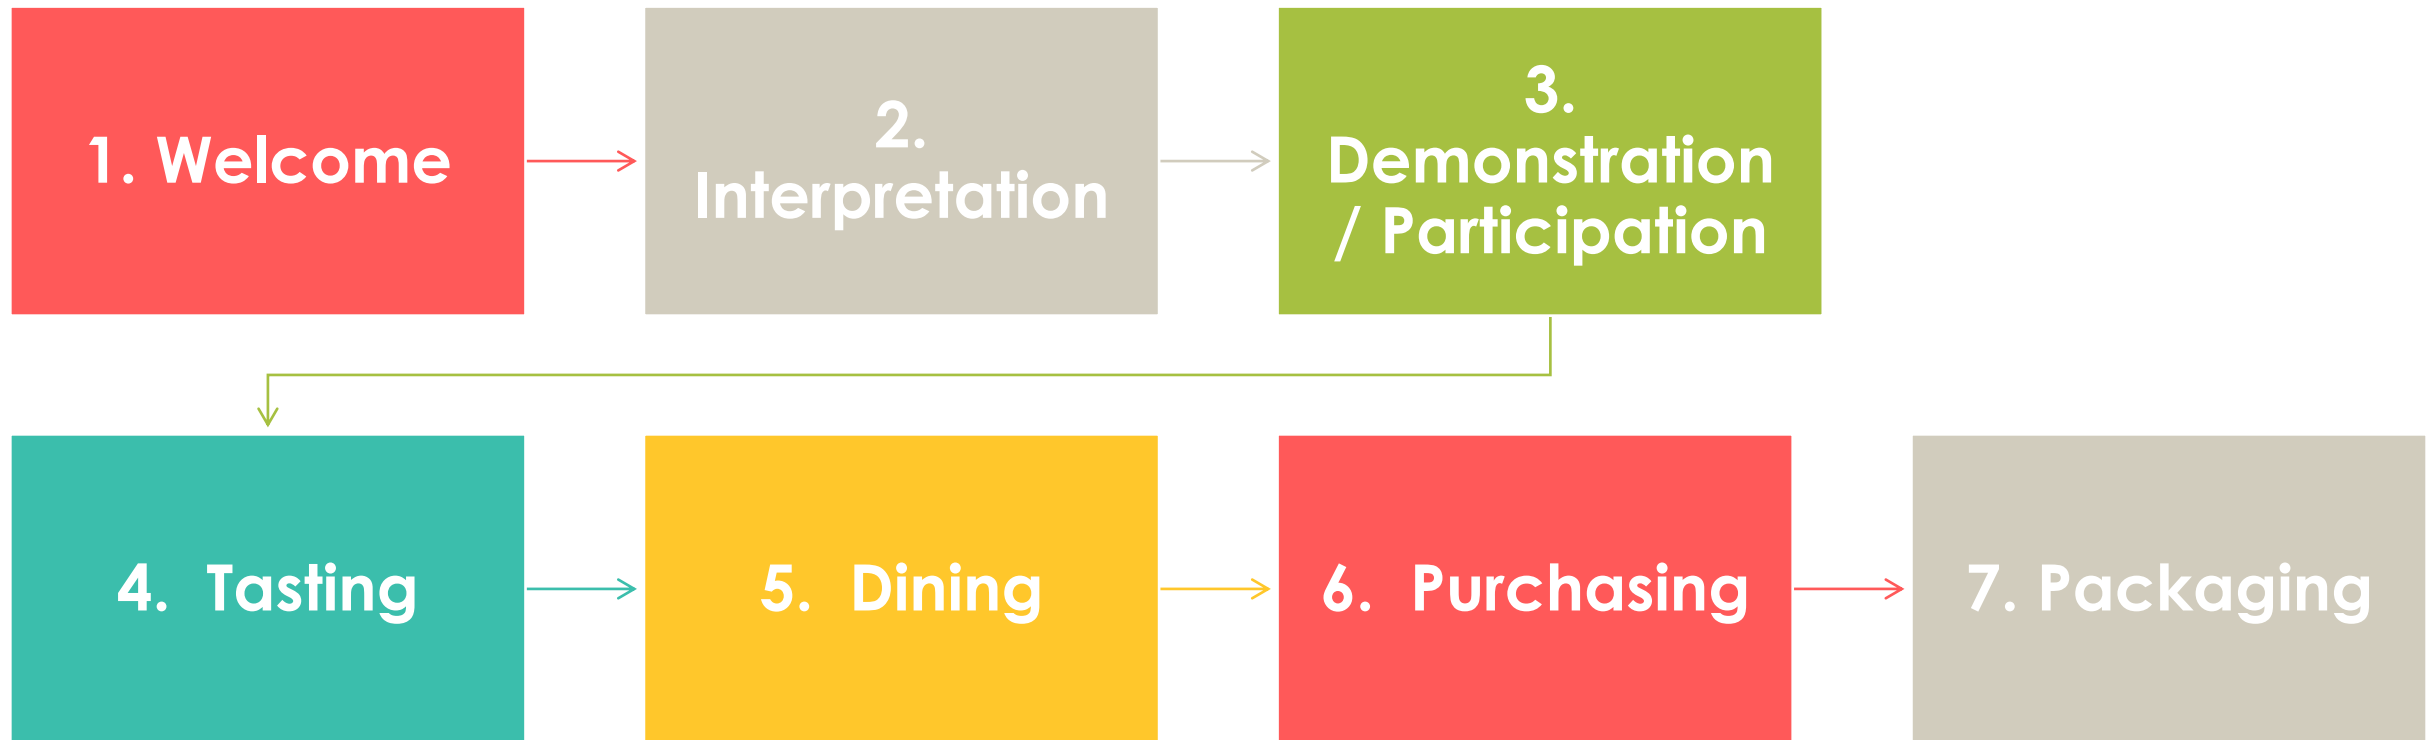 1. Welcome
2.
Interpretation
3.
Demonstration
/ Participation
4. Tasting
5. Dining
6. Purchasing
7. Packaging